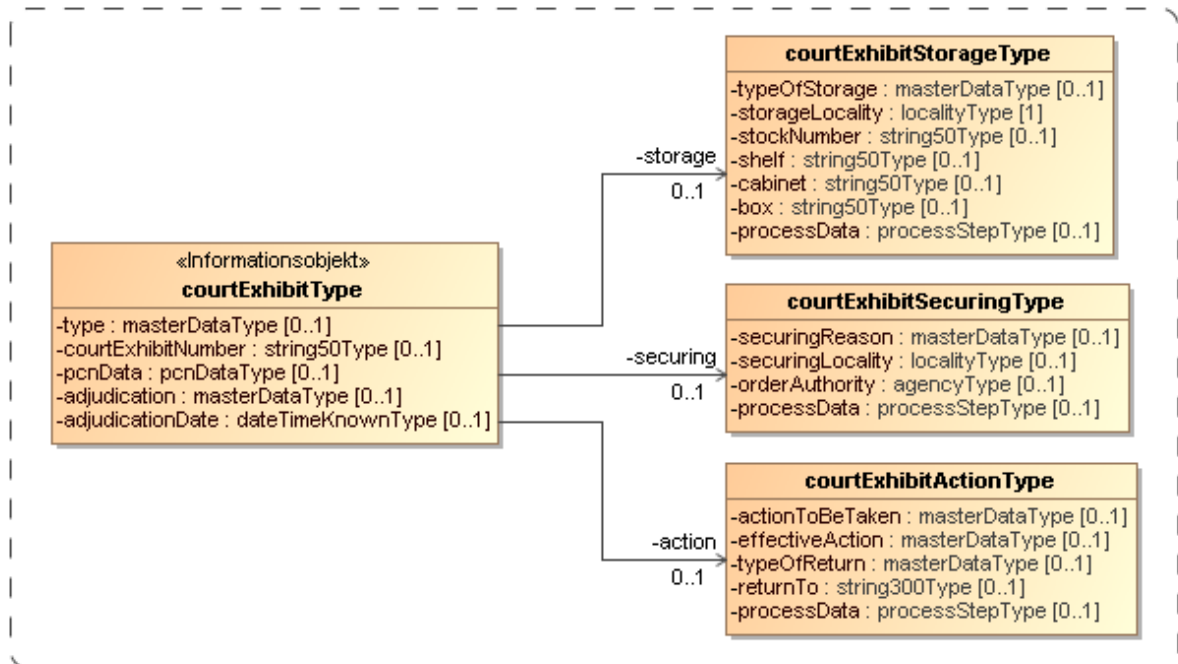 «Informationsobjekt»
courtExhibitType
-type : masterDataType [0..1]
-courtExhibitNumber : string50Type [0..1]
-pcnData : pcnDataType [0..1]
-adjudication : masterDataType [0..1]
-adjudicationDate : dateTimeKnownType [0..1]
-storage
0..1
courtExhibitStorageType
-typeOfStorage : masterDataType [0..1]
-storageLocality : localityType [1]
-stockNumber : string50Type [0..1]
-shelf : string50Type [0..1]
-cabinet : string50Type [0..1]
-box : string50Type [0..1]
-processData : processStepType [0..1]
-securing
0..1
courtExhibitSecuringType
-securingReason : masterDataType [0..1]
-securingLocality : localityType [0..1]
-orderAuthority : agencyType [0..1]
-processData : processStepType [0..1]
-action
0..1
courtExhibitActionType
-actionToBeTaken : masterDataType [0..1]
-effectiveAction : masterDataType [0..1]
-typeOfReturn : masterDataType [0..1]
-returnTo : string300Type [0..1]
-processData : processStepType [0..1]